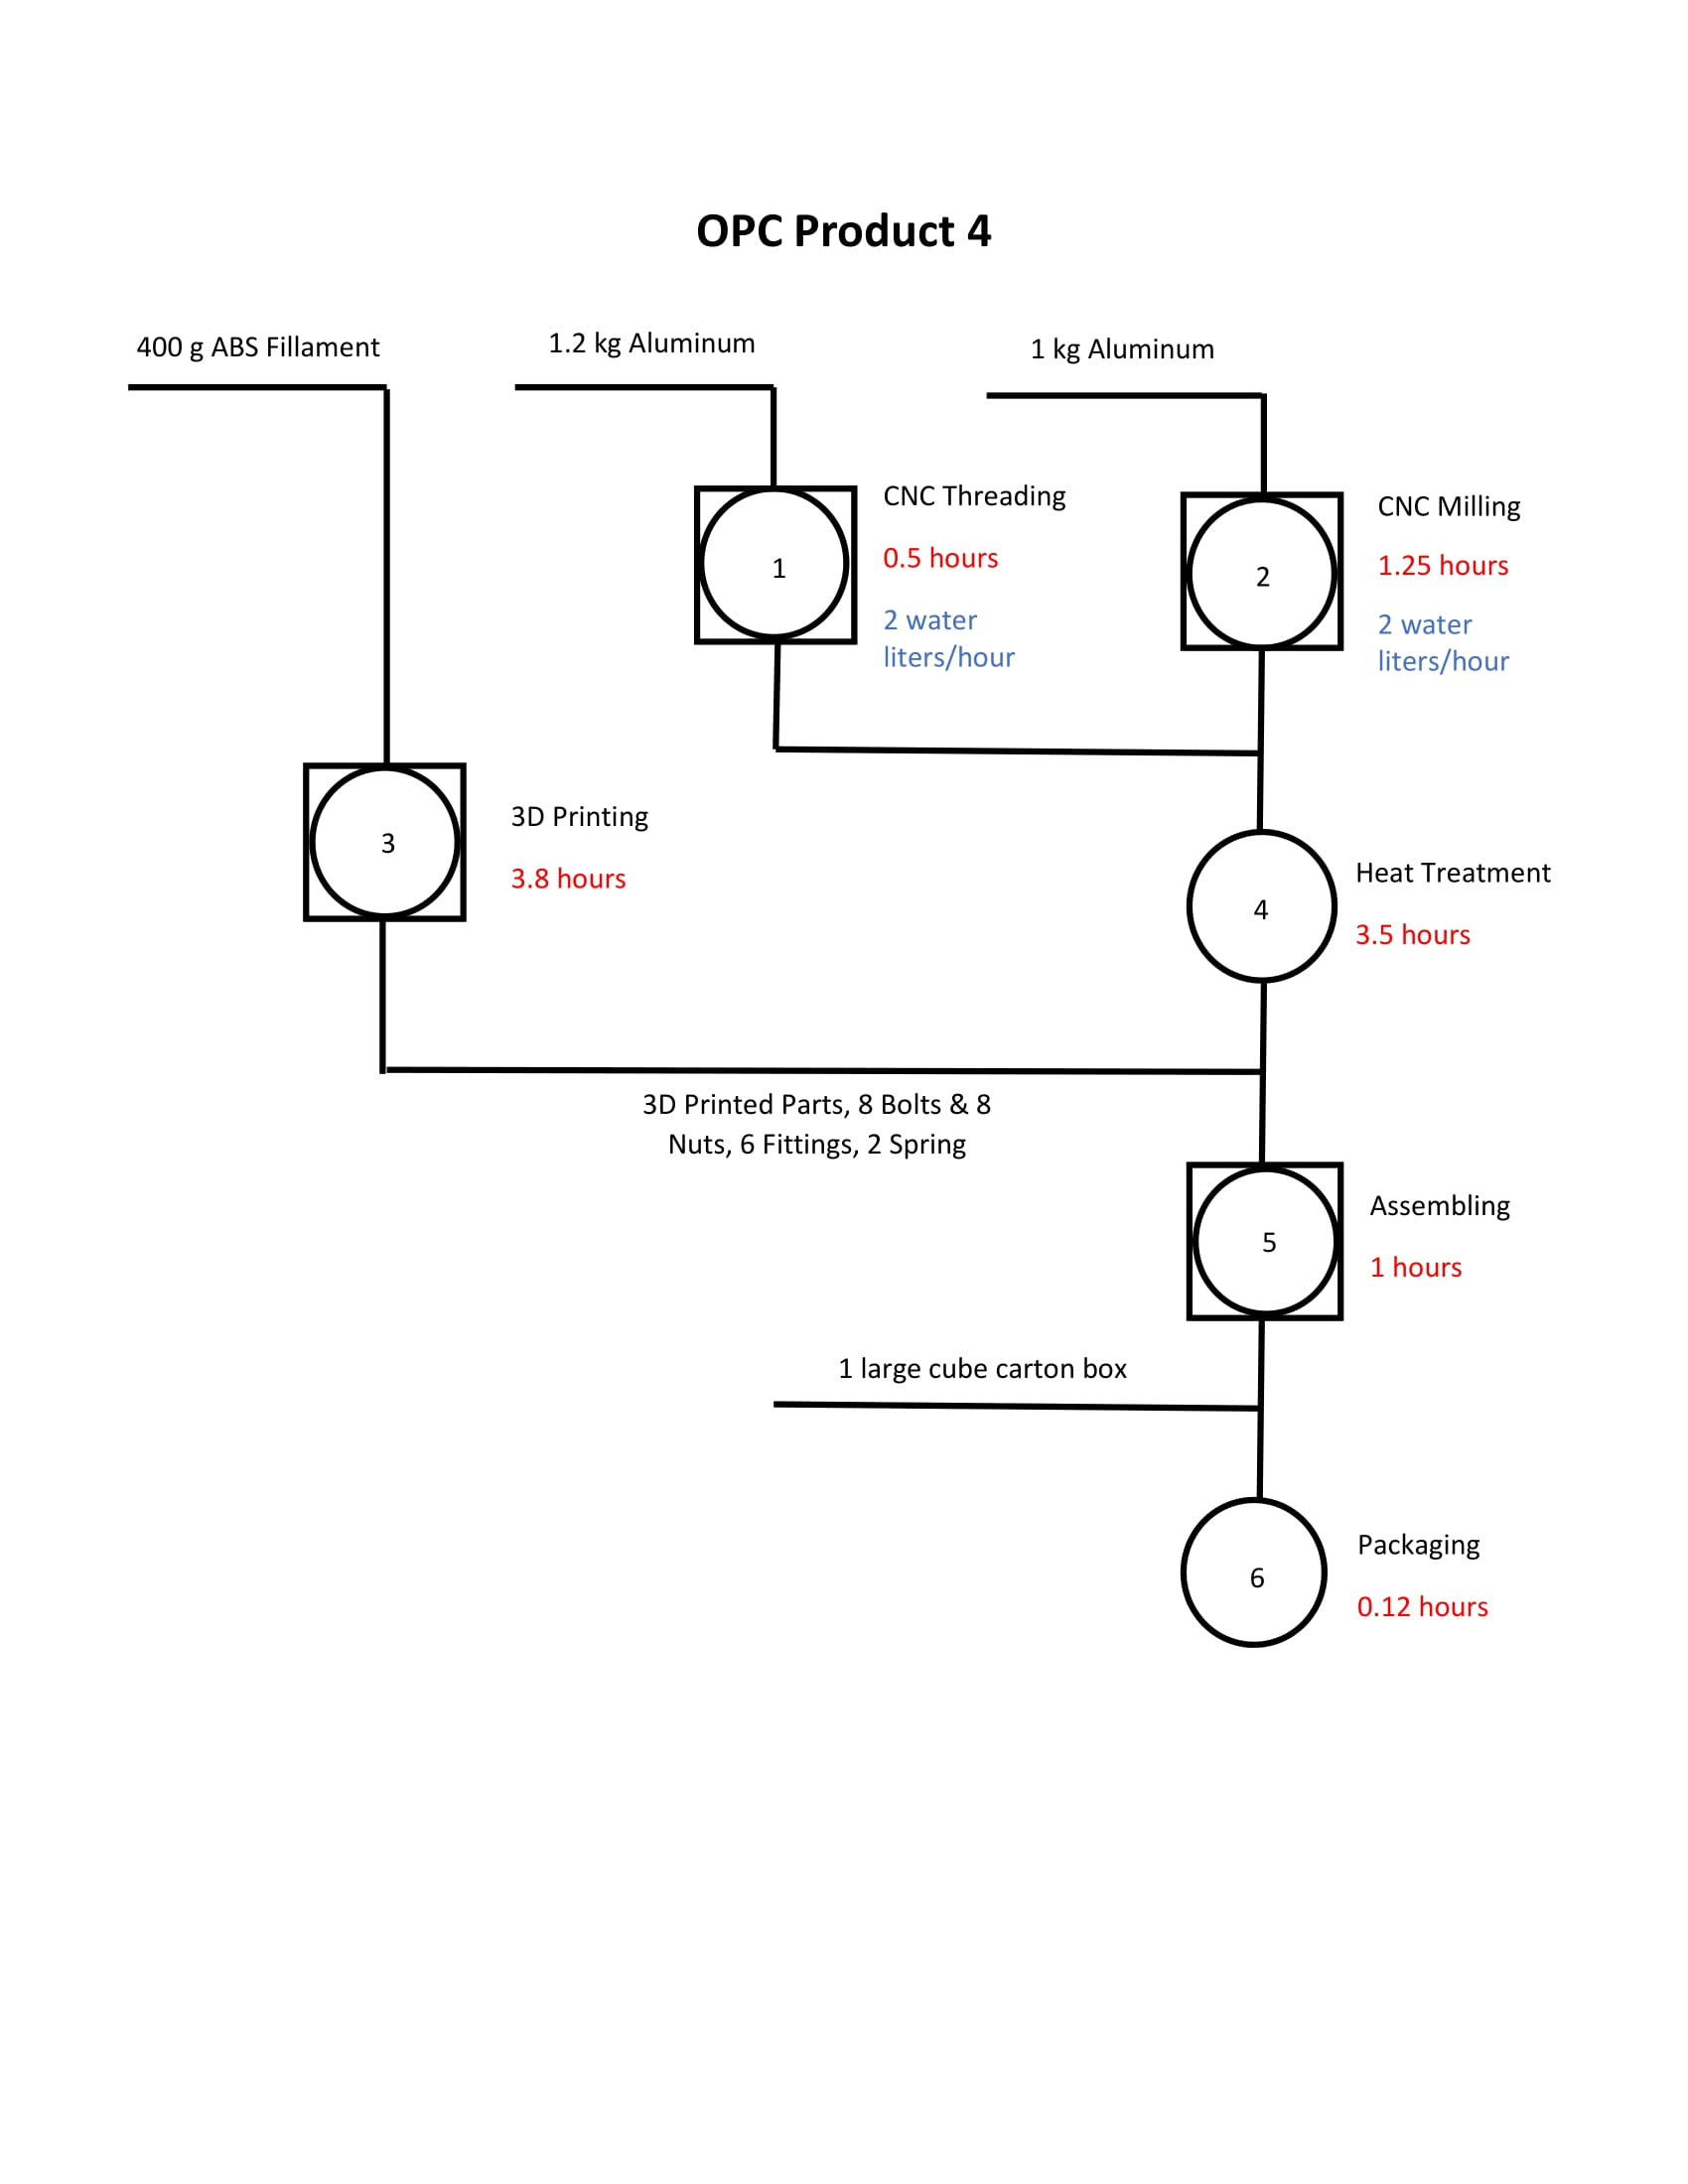 OPC Product 4
400 g ABS Fillament
1.2 kg Aluminum
1 kg Aluminum
1
CNC Threading
0.5 hours
2 water
liters/hour
2
CNC Milling
1.25 hours
2 water
liters/hour
3
3D Printing
3.8 hours
4
Heat Treatment
3.5 hours
3D Printed Parts, 8 Bolts & 8
Nuts, 6 Fittings, 2 Spring
5
Assembling
1 hours
1 large cube carton box
6
Packaging
0.12 hours